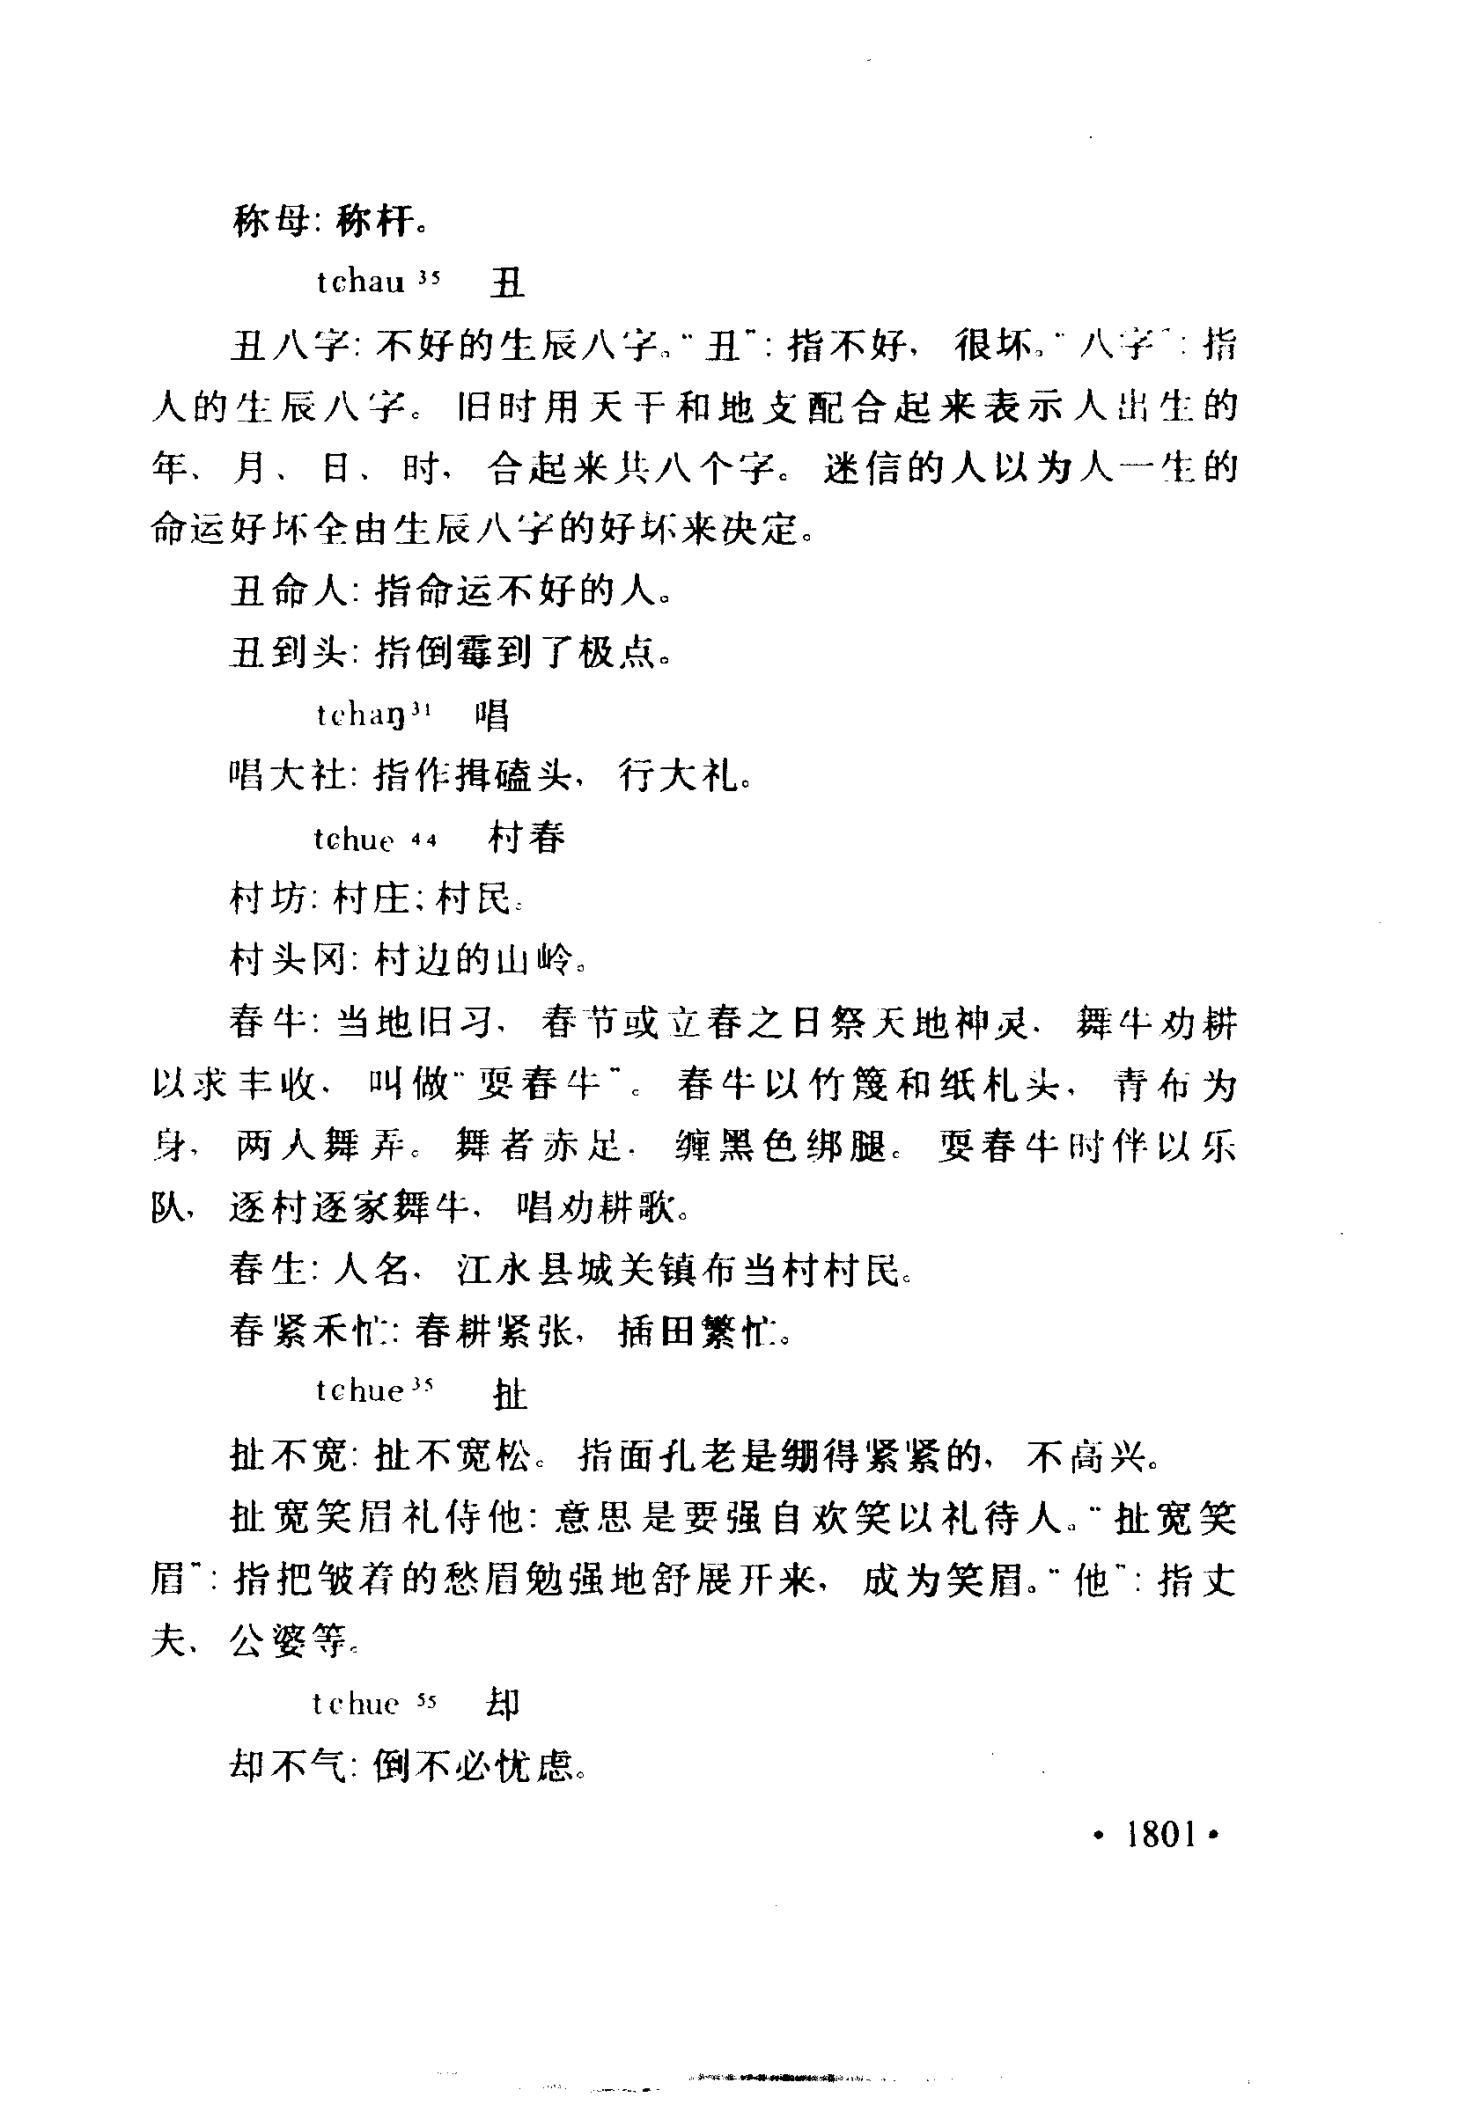 称母：称杆。
tɕhau³⁵ 丑
丑八字：不好的生辰八字。“丑”：指不好，很坏。“八字”：指
人的生辰八字。旧时用天干和地支配合起来表示人出生的
年、月、日、时，合起来共八个字。迷信的人以为人一生的
命运好坏全由生辰八字的好坏来决定。
丑命人：指命运不好的人。
丑到头：指倒霉到了极点。
tɕhaŋ³¹ 唱
唱大社：指作揖磕头，行大礼。
tɕhue⁴⁴ 村春
村坊：村庄；村民。
村头冈：村边的山岭。
春牛：当地旧习，春节或立春之日祭天地神灵，舞牛劝耕
以求丰收，叫做“耍春牛”。春牛以竹篾和纸札头，青布为
身，两人舞弄。舞者赤足，缠黑色绑腿。耍春牛时伴以乐
队，逐村逐家舞牛，唱劝耕歌。
春生：人名，江永县城关镇布当村村民。
春紧禾忙：春耕紧张，插田繁忙。
tɕhue³⁵ 扯
扯不宽：扯不宽松。指面孔老是绷得紧紧的，不高兴。
扯宽笑眉礼侍他：意思是要强自欢笑以礼待人。“扯宽笑
眉”：指把皱着的愁眉勉强地舒展开来，成为笑眉。“他”：指丈
夫、公婆等。
tɕhue⁵⁵ 却
却不气：倒不必忧虑。
·1801·